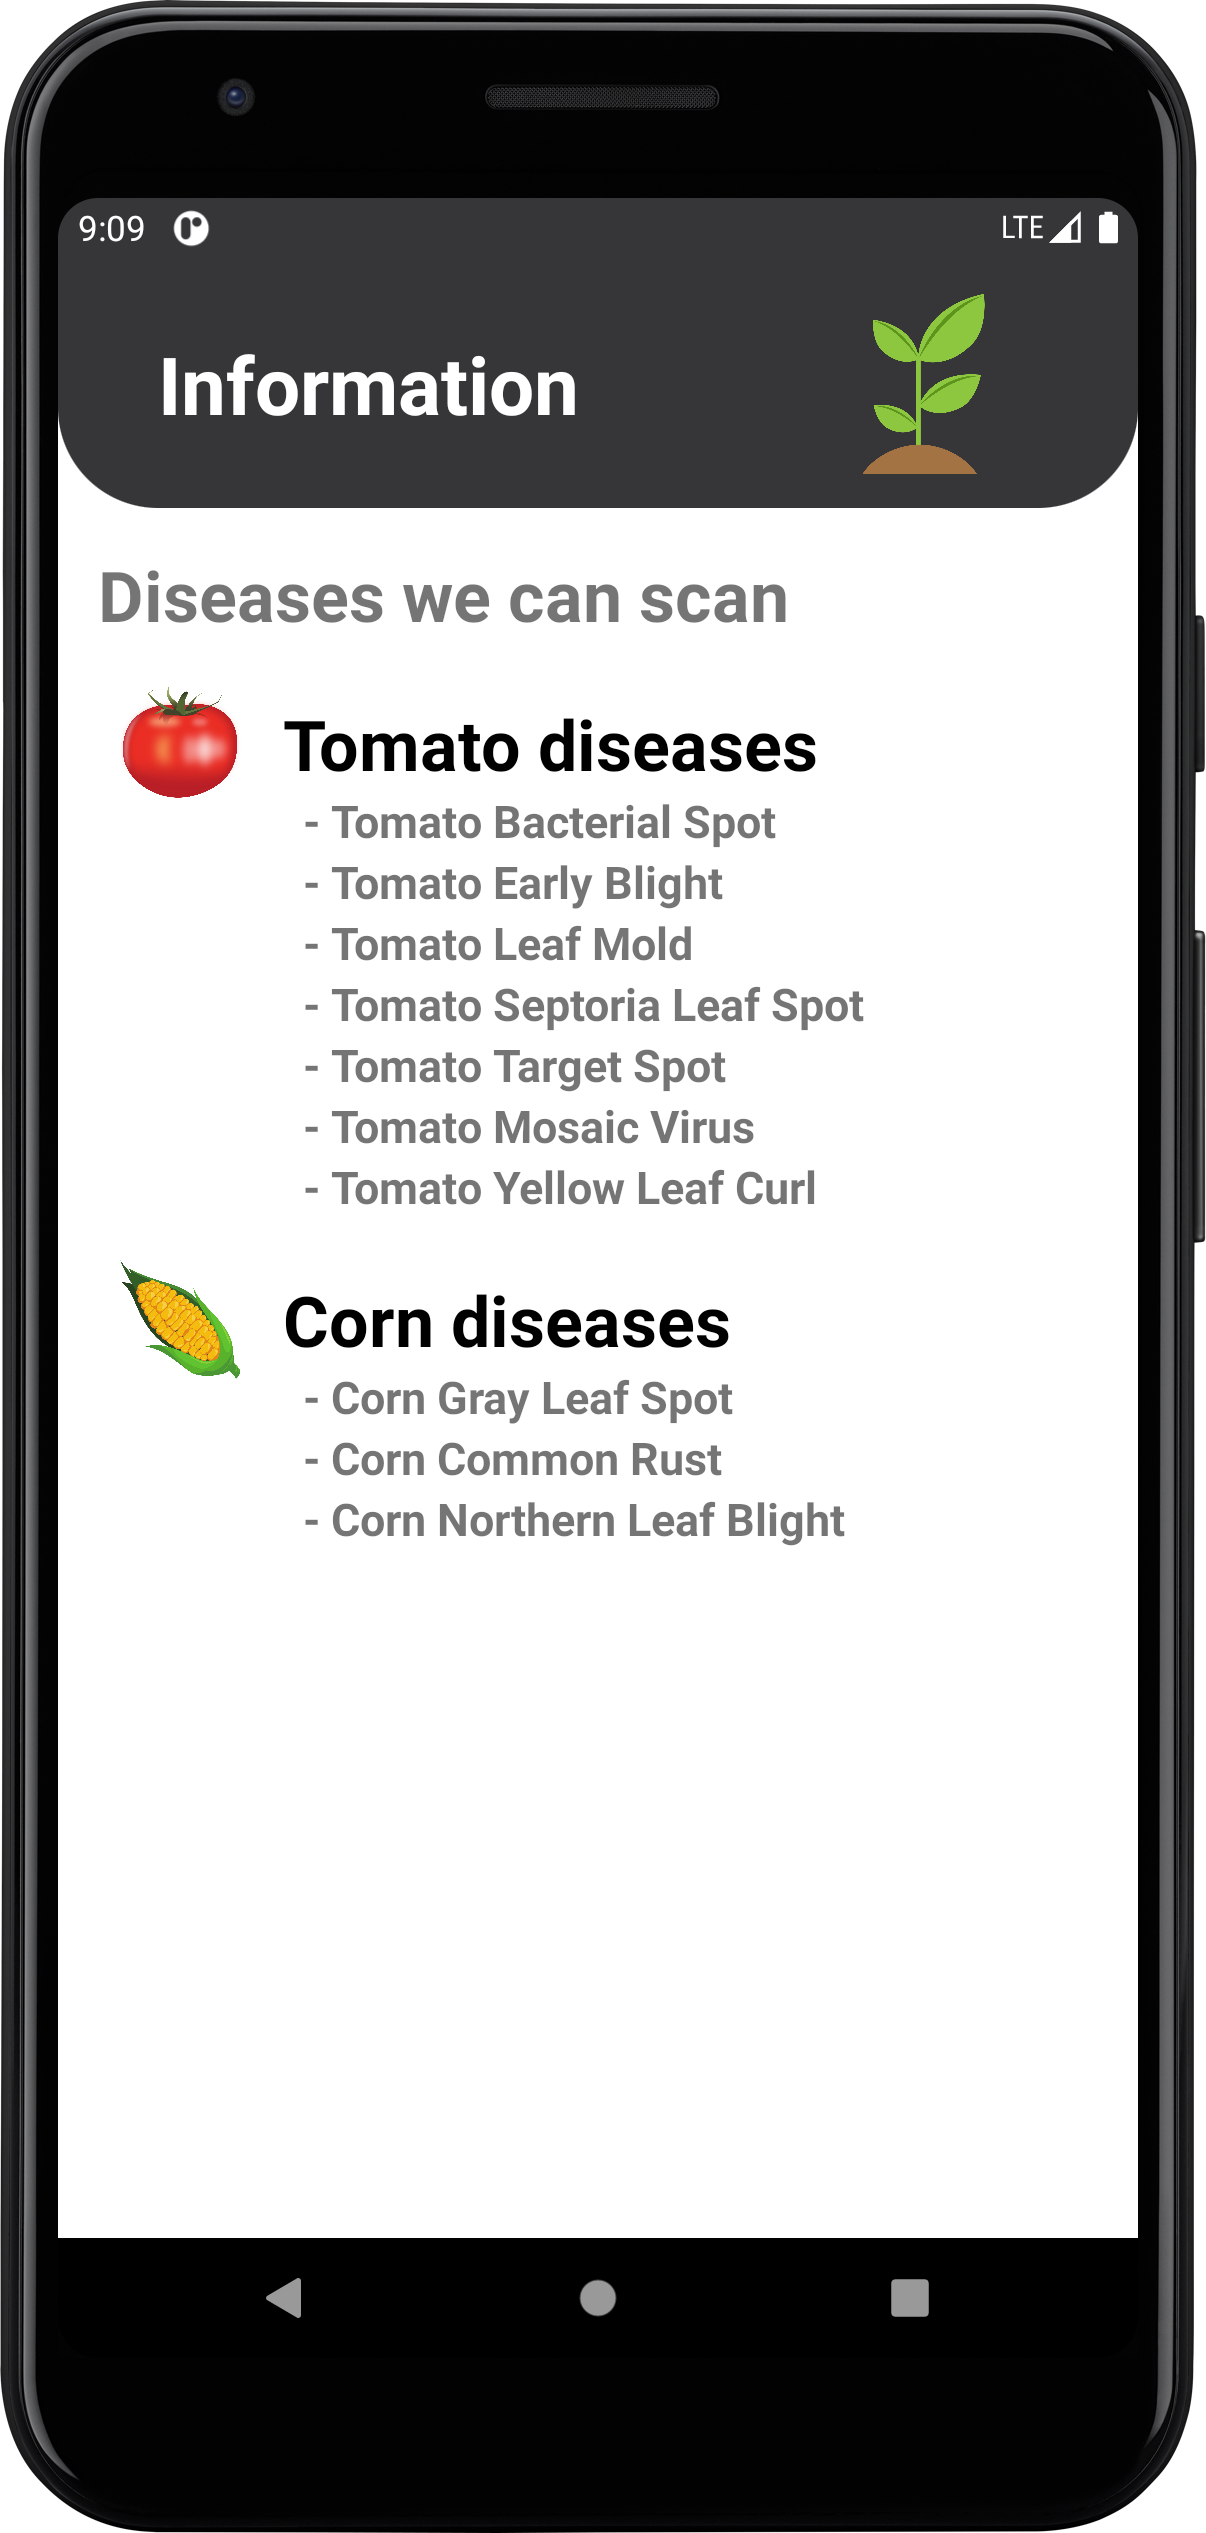 9:09 LTE
Information
Diseases we can scan
Tomato diseases
- Tomato Bacterial Spot
- Tomato Early Blight
- Tomato Leaf Mold
- Tomato Septoria Leaf Spot
- Tomato Target Spot
- Tomato Mosaic Virus
- Tomato Yellow Leaf Curl
Corn diseases
- Corn Gray Leaf Spot
- Corn Common Rust
- Corn Northern Leaf Blight